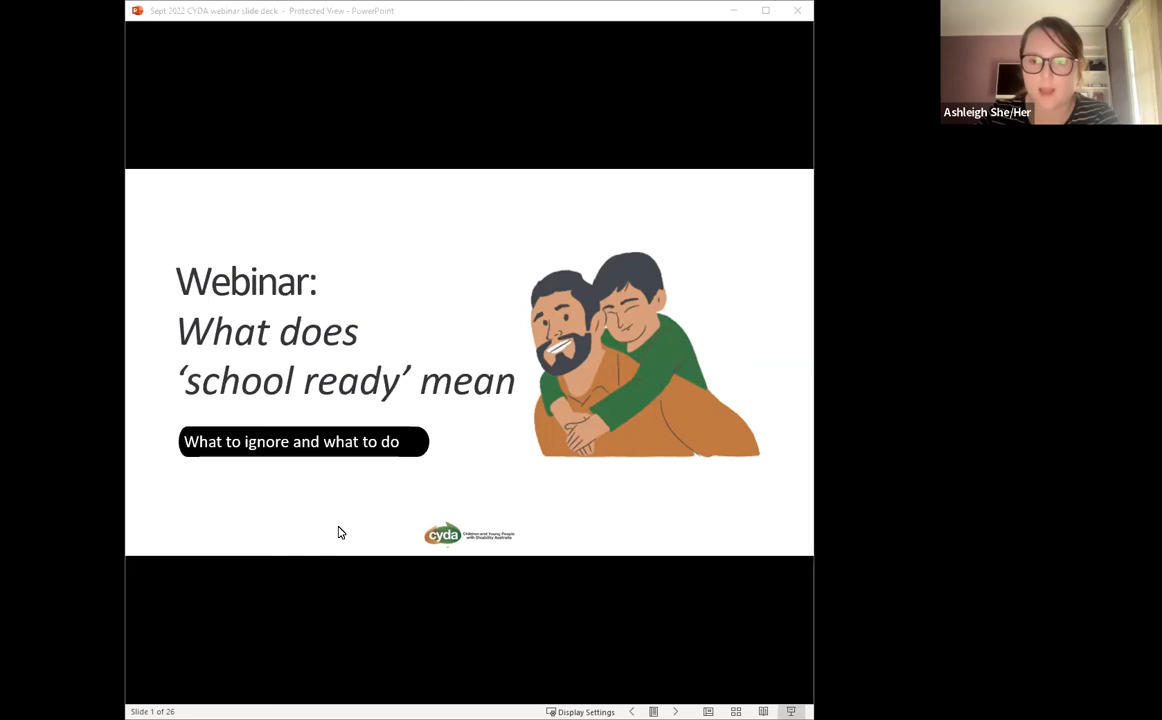 Sept 2022 CYDA webinar slide deck - Protected View - PowerPoint
Ashleigh She/Her
Webinar:
What does
‘school ready’ mean
What to ignore and what to do
cyda
Children and Young People
with Disability Australia
Slide 1 of 26
Display Settings